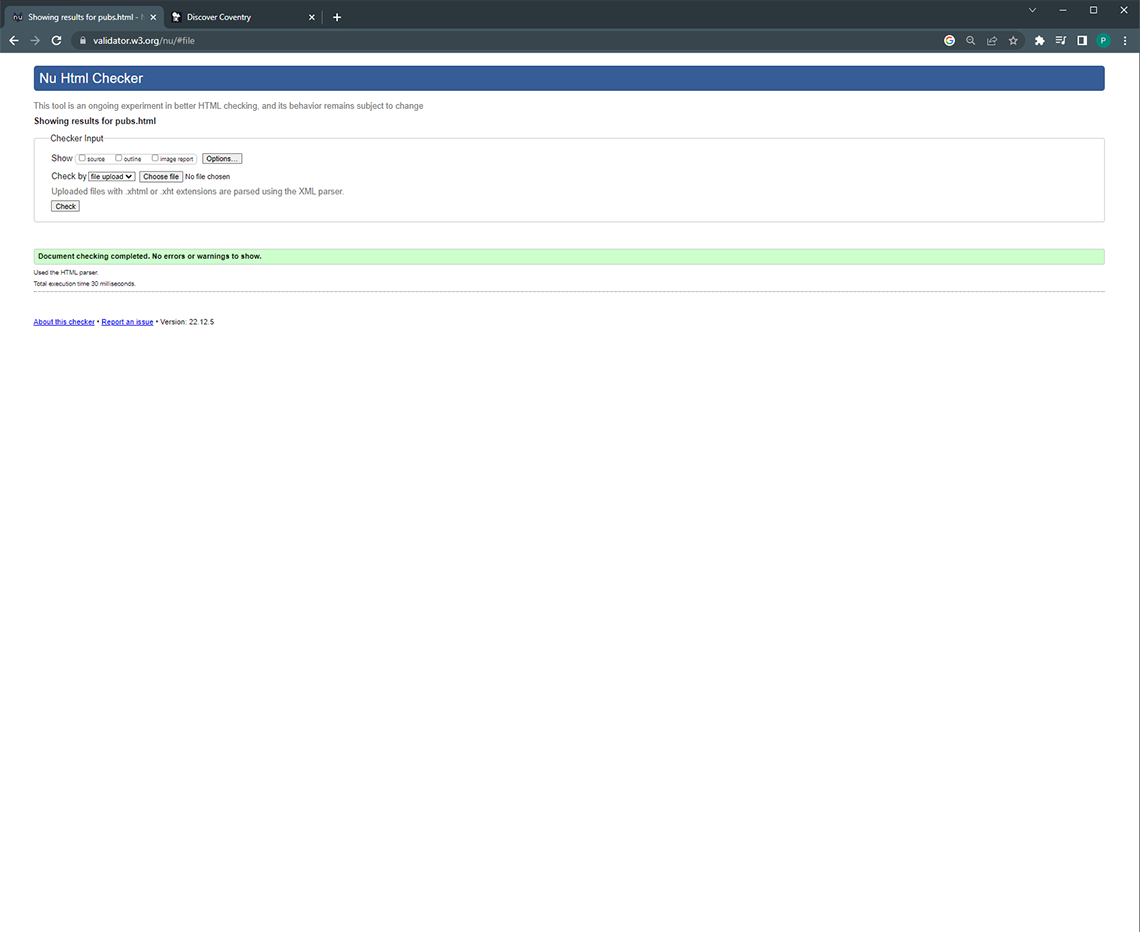 nu Showing results for pubs.html - N
Discover Coventry
validator.w3.org/nu/#file
P
Nu Html Checker
This tool is an ongoing experiment in better HTML checking, and its behavior remains subject to change
Showing results for pubs.html
Checker Input
Show source outline image report Options...
Check by file upload Choose file No file chosen
Uploaded files with .xhtml or .xht extensions are parsed using the XML parser.
Check
Document checking completed. No errors or warnings to show.
Used the HTML parser.
Total execution time 30 milliseconds.
About this checker • Report an issue • Version: 22.12.5